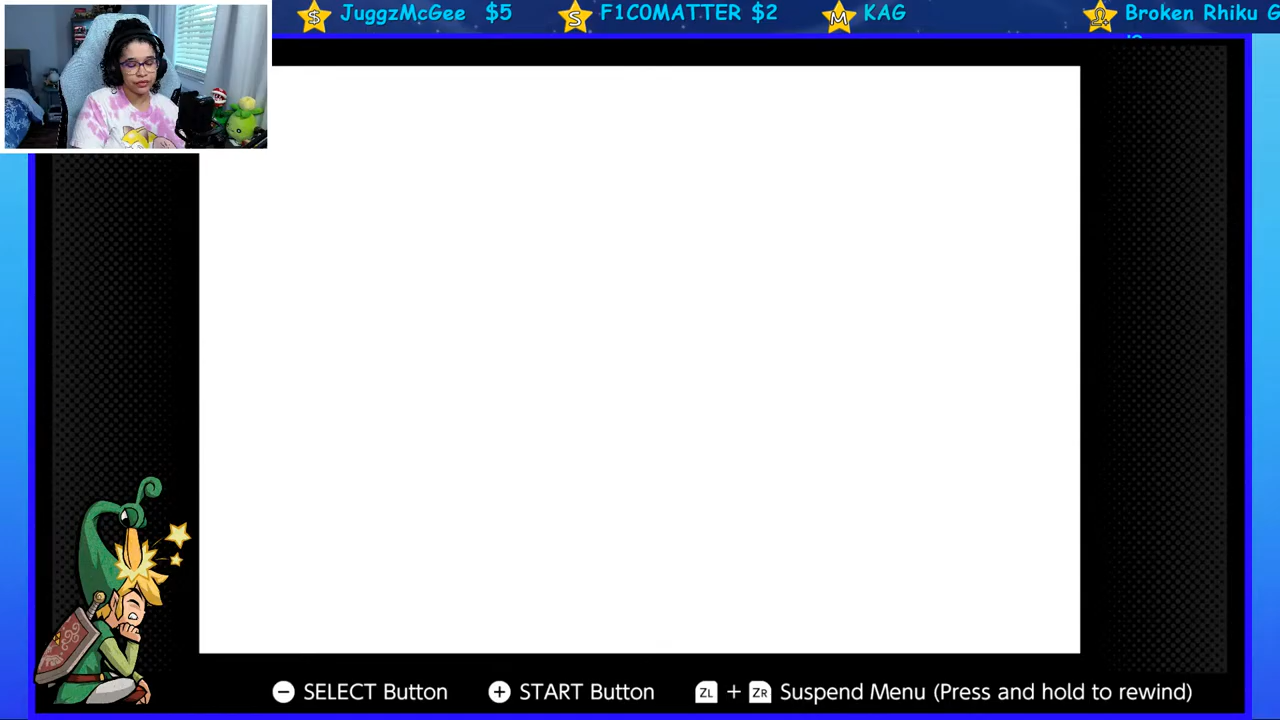 $ JuggzMcGee $5 S F1C0MATTER $2 M KAG Broken Rhiku G
− SELECT Button + START Button ZL + ZR Suspend Menu (Press and hold to rewind)